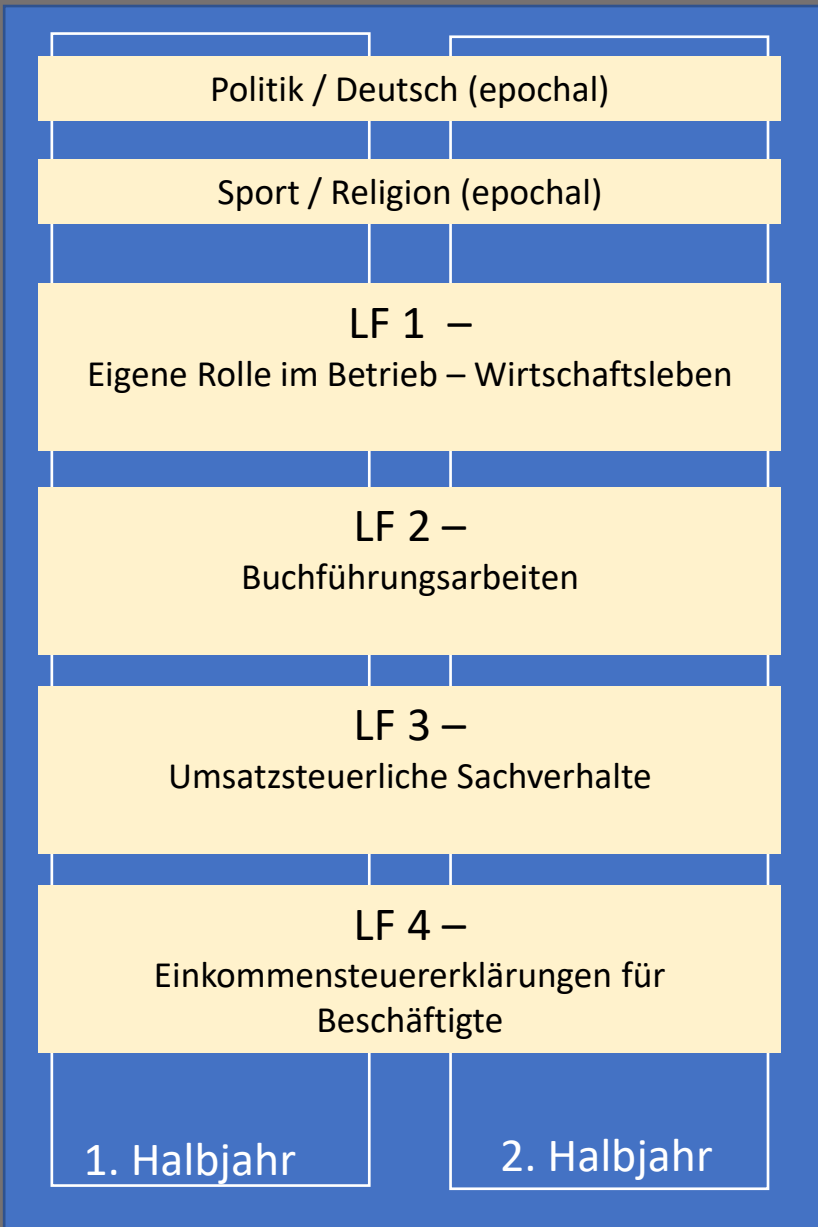 Politik / Deutsch (epochal)
Sport / Religion (epochal)
LF 1 –
Eigene Rolle im Betrieb – Wirtschaftsleben
LF 2 –
Buchführungsarbeiten
LF 3 –
Umsatzsteuerliche Sachverhalte
LF 4 –
Einkommensteuererklärungen für
Beschäftigte
1. Halbjahr
2. Halbjahr